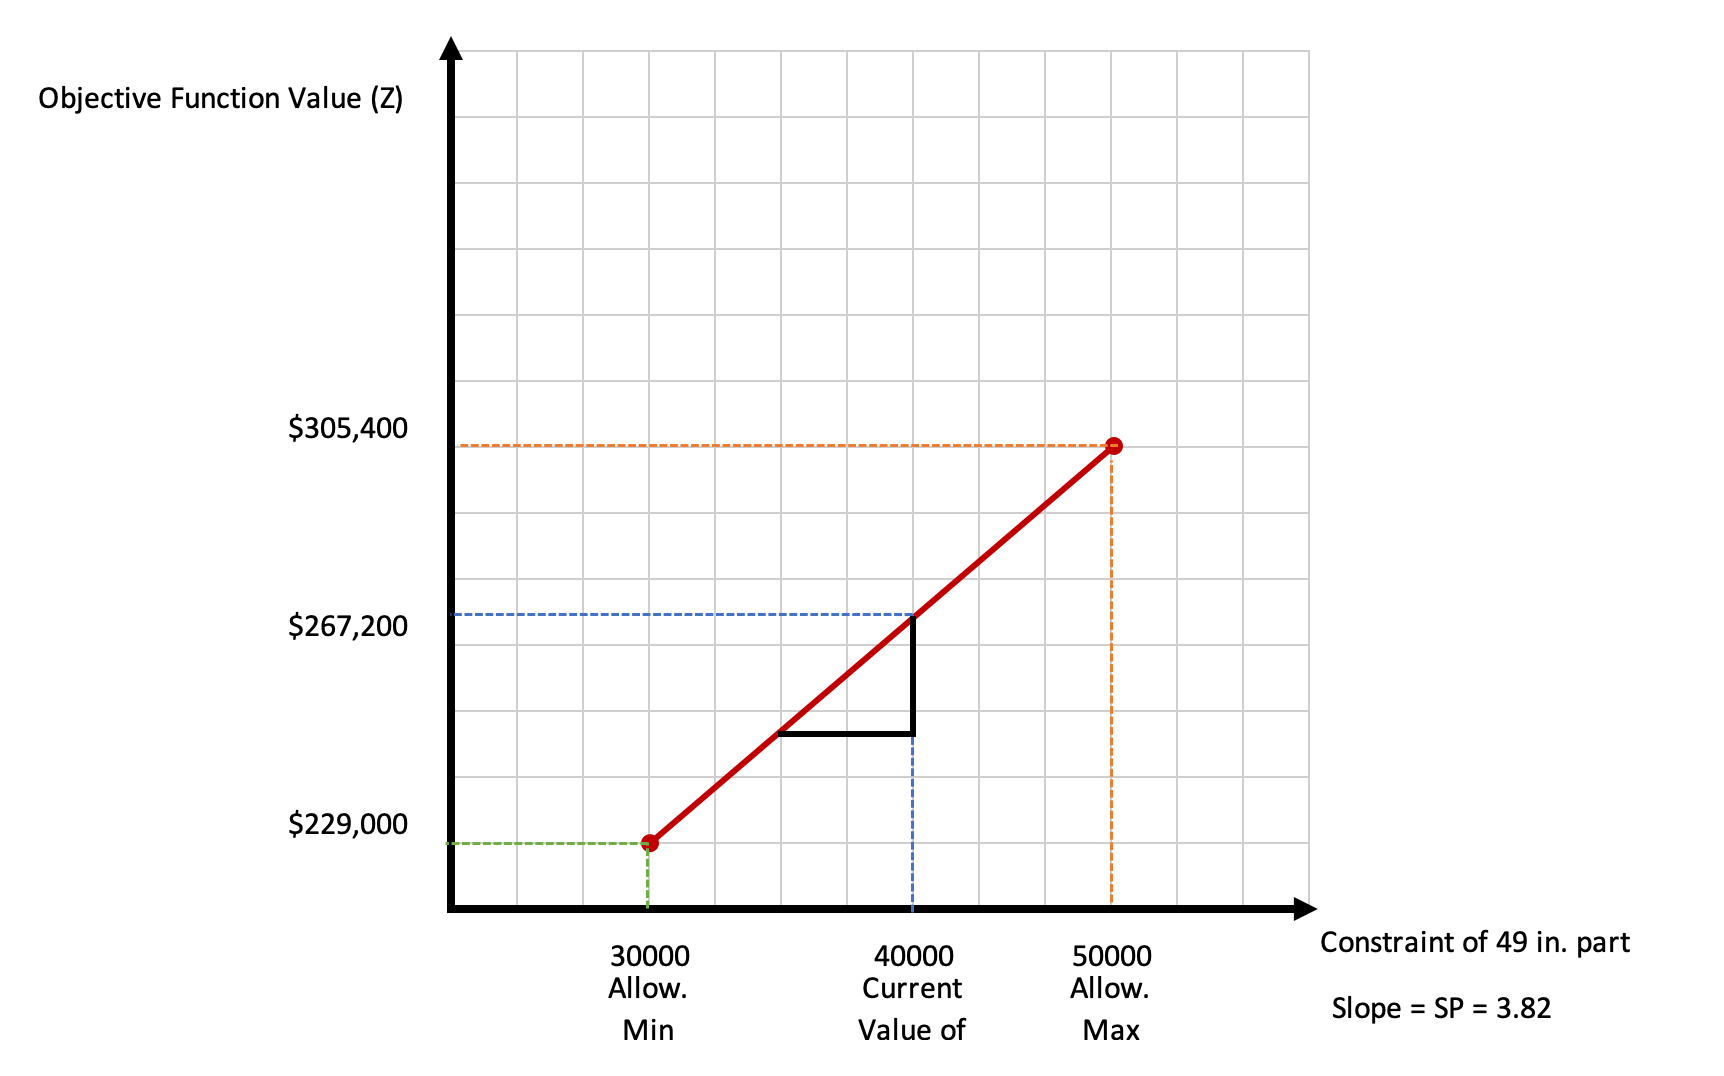 Objective Function Value (Z)
$305,400
$267,200
$229,000
30000
Allow.
Min
40000
Current
Value of
50000
Allow.
Max
Constraint of 49 in. part
Slope = SP = 3.82